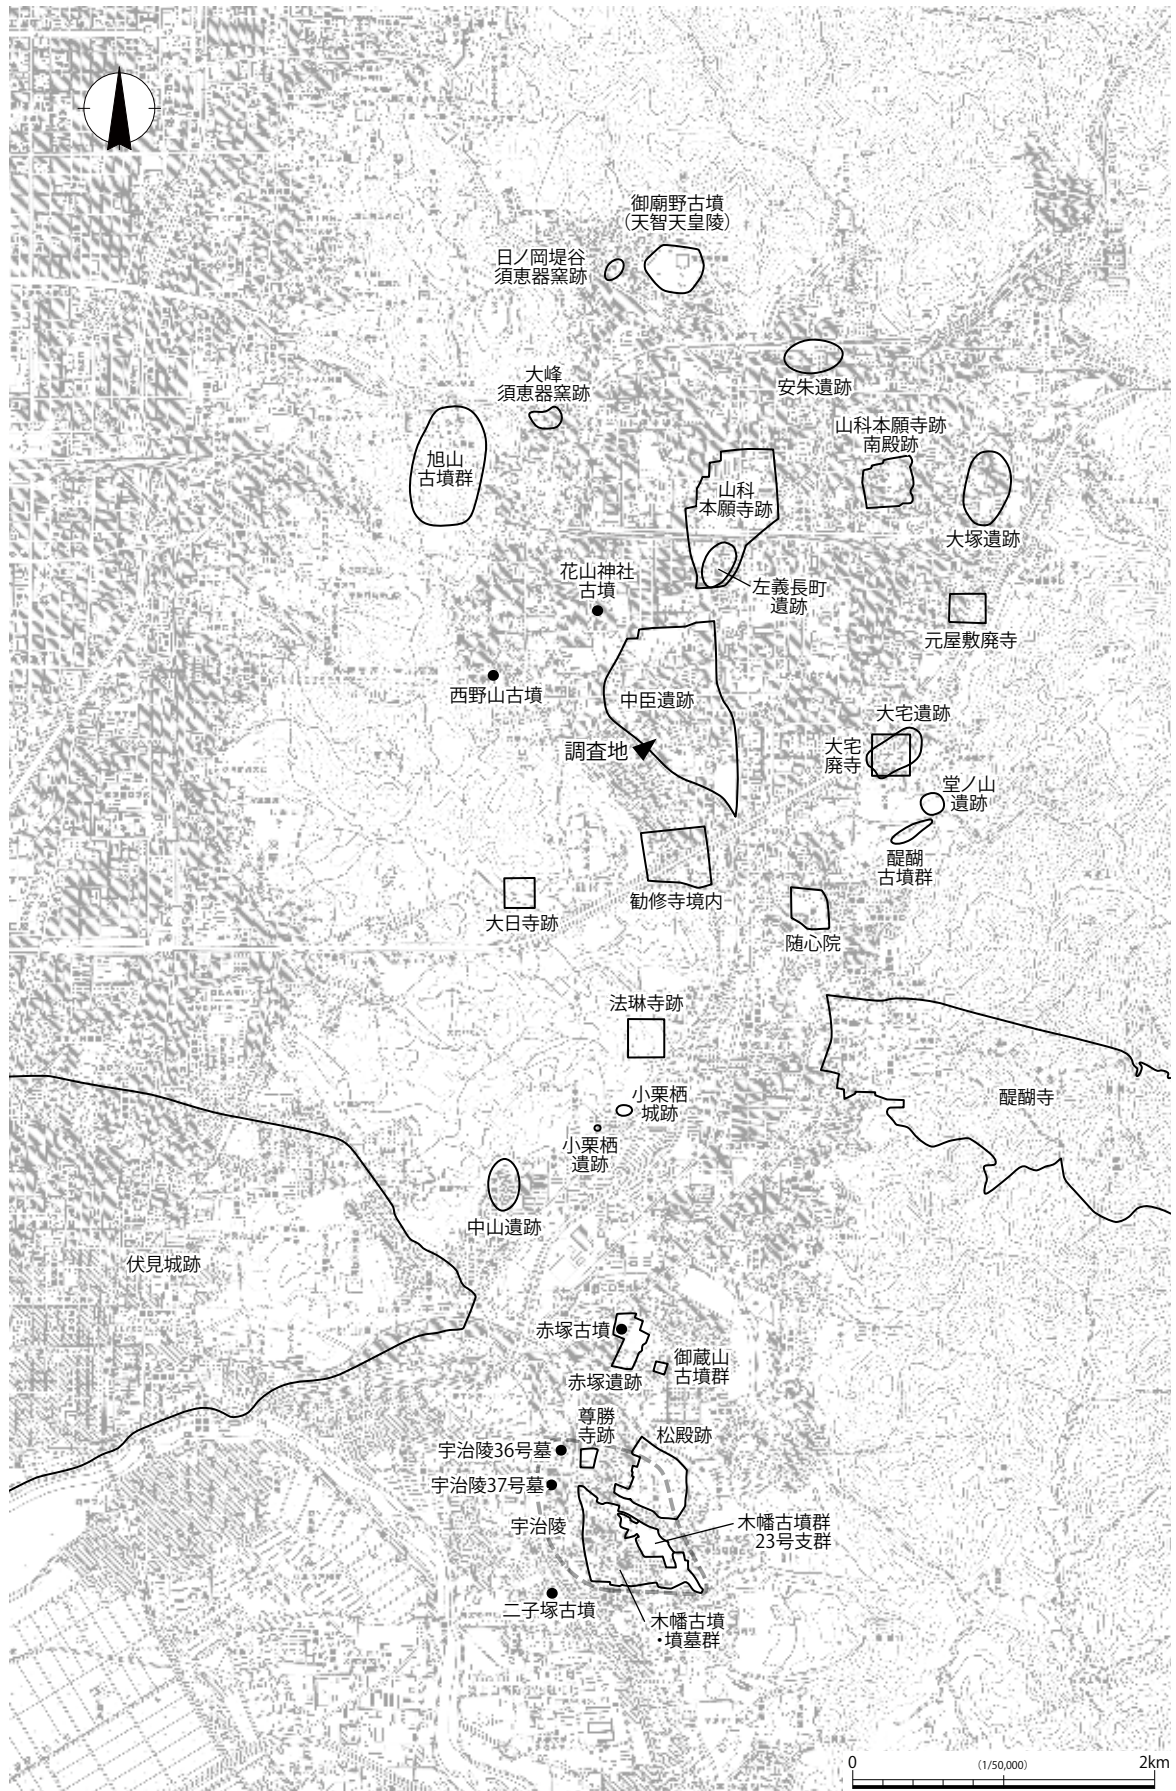 御廟野古墳
（天智天皇陵）
日ノ岡堤谷
須恵器窯跡
安朱遺跡
大峰
須恵器窯跡
山科本願寺跡
南殿跡
旭山
古墳群
山科
本願寺跡
大塚遺跡
花山神社
古墳
左義長町
遺跡
元屋敷廃寺
西野山古墳
中臣遺跡
大宅遺跡
調査地
大宅
廃寺
堂ノ山
遺跡
醍醐
古墳群
勧修寺境内
大日寺跡
随心院
法琳寺跡
小栗栖
城跡
醍醐寺
小栗栖
遺跡
中山遺跡
伏見城跡
赤塚古墳
御蔵山
古墳群
赤塚遺跡
尊勝
寺跡
松殿跡
宇治陵36号墓
宇治陵37号墓
宇治陵
木幡古墳群
23号支群
二子塚古墳
木幡古墳
・墳墓群
0
（1/50,000）
2km